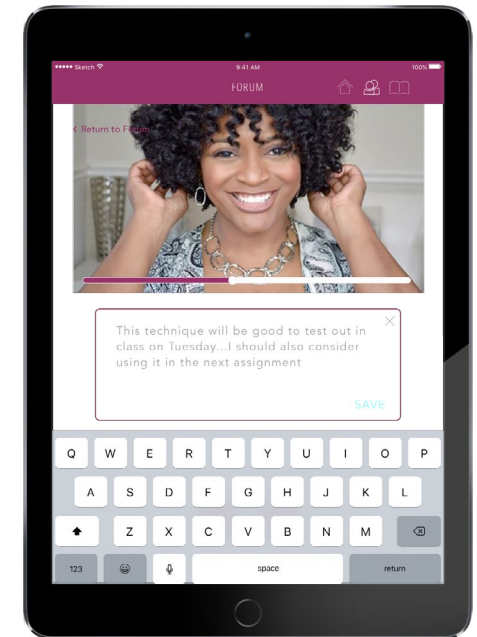 Sketch 9:41 AM 100%
FORUM
< Return to Forum
This technique will be good to test out in
class on Tuesday...I should also consider
using it in the next assignment
SAVE
Q W E R T Y U I O P
A S D F G H J K L
Z X C V B N M
123 space return